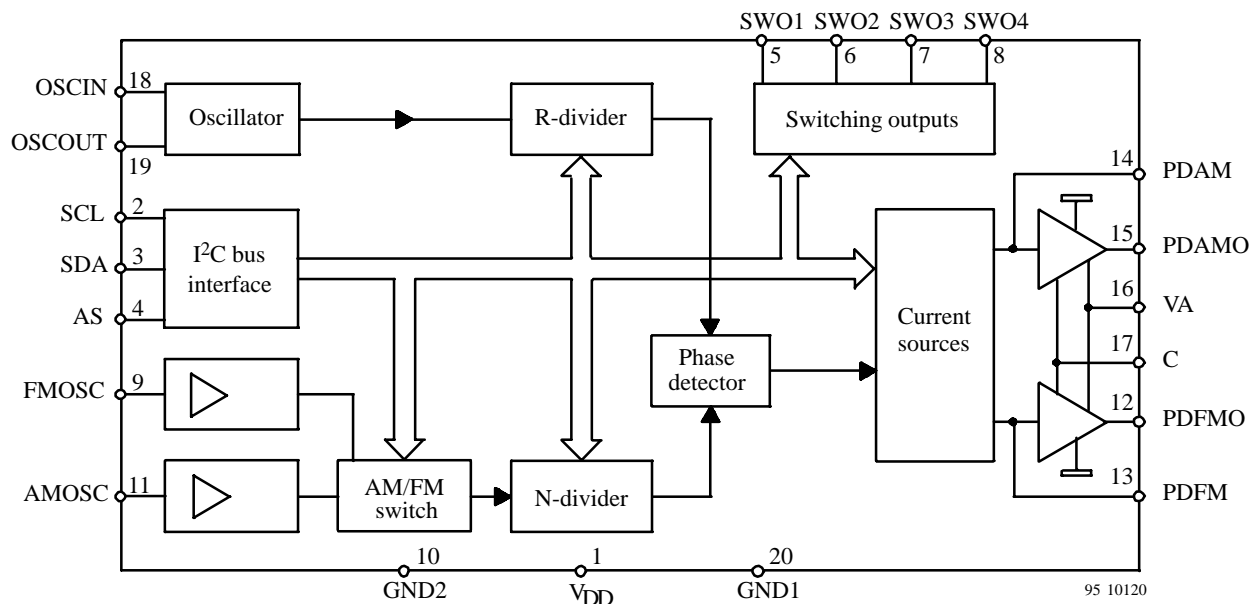 SWO1 SWO2 SWO3 SWO4
5 6 7 8
OSCIN 18
Oscillator
R-divider
Switching outputs
OSCOUT
19
14 PDAM
SCL 2
SDA 3
I²C bus
interface
AS 4
15 PDAMO
16 VA
Current
sources
17 C
Phase
detector
FMOSC 9
12 PDFMO
AMOSC 11
AM/FM
switch
N-divider
13 PDFM
10 1 20
GND2 VDD GND1
95 10120